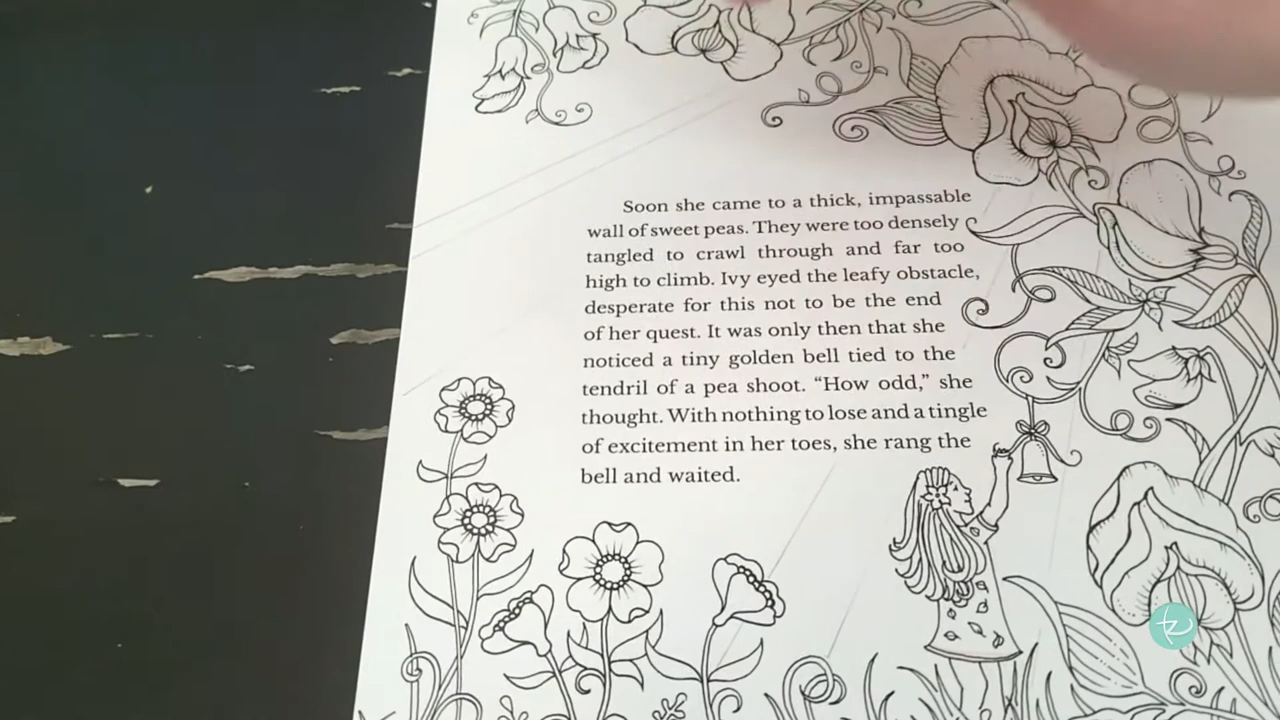 Soon she came to a thick, impassable
wall of sweet peas. They were too densely
tangled to crawl through and far too
high to climb. Ivy eyed the leafy obstacle,
desperate for this not to be the end
of her quest. It was only then that she
noticed a tiny golden bell tied to the
tendril of a pea shoot. “How odd,” she
thought. With nothing to lose and a tingle
of excitement in her toes, she rang the
bell and waited.